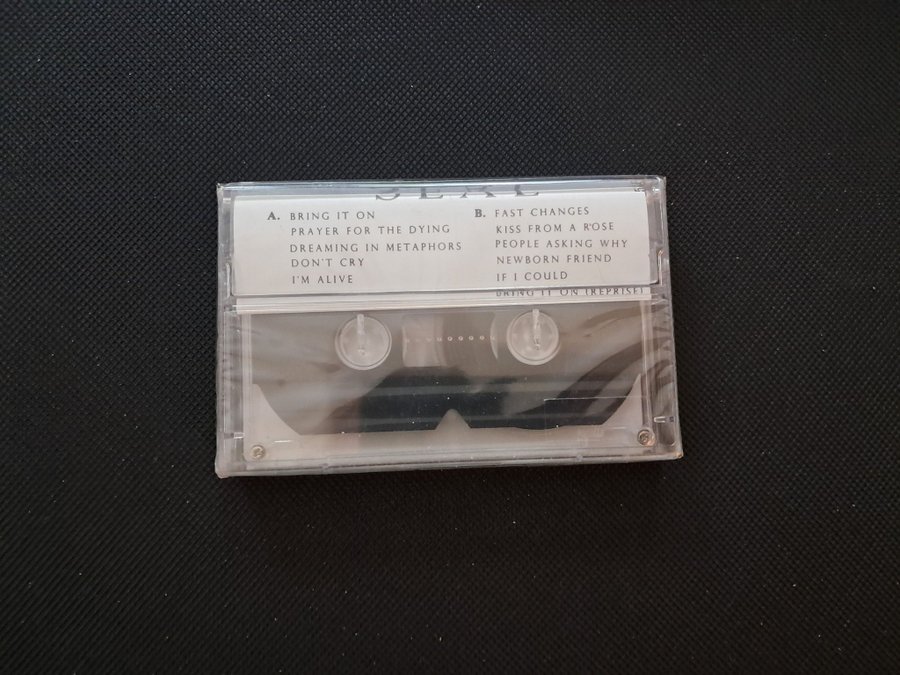 SEAL
A. BRING IT ON
PRAYER FOR THE DYING
DREAMING IN METAPHORS
DON'T CRY
I'M ALIVE
B. FAST CHANGES
KISS FROM A ROSE
PEOPLE ASKING WHY
NEWBORN FRIEND
IF I COULD
BRING IT ON (REPRISE)